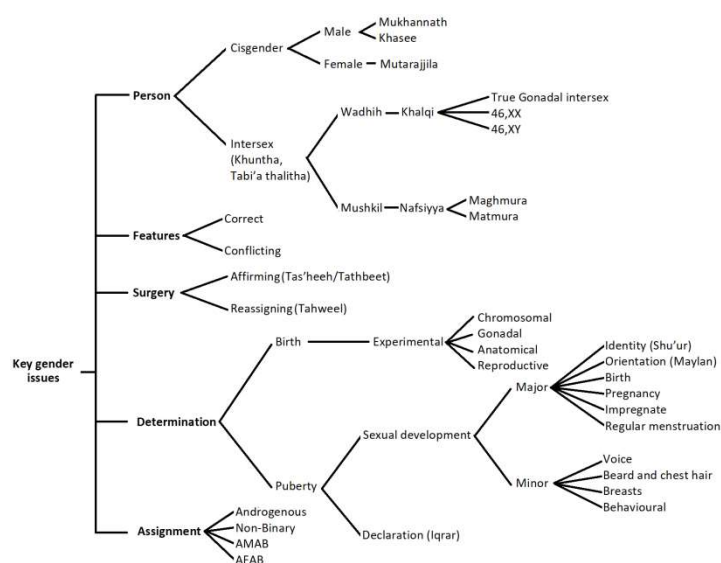 Key gender
issues
Person
Cisgender
Male
Mukhannath
Khasee
Female
Mutarajjila
Intersex
(Khuntha,
Tabi'a thalitha)
Wadhih
Khalqi
True Gonadal intersex
46,XX
46,XY
Mushkil
Nafsiyya
Maghmura
Matmura
Features
Correct
Conflicting
Surgery
Affirming (Tas'heeh/Tathbeet)
Reassigning (Tahweel)
Determination
Birth
Experimental
Chromosomal
Gonadal
Anatomical
Reproductive
Puberty
Sexual development
Major
Identity (Shu'ur)
Orientation (Maylan)
Birth
Pregnancy
Impregnate
Regular menstruation
Minor
Voice
Beard and chest hair
Breasts
Behavioural
Declaration (Iqrar)
Assignment
Androgenous
Non-Binary
AMAB
AFAB